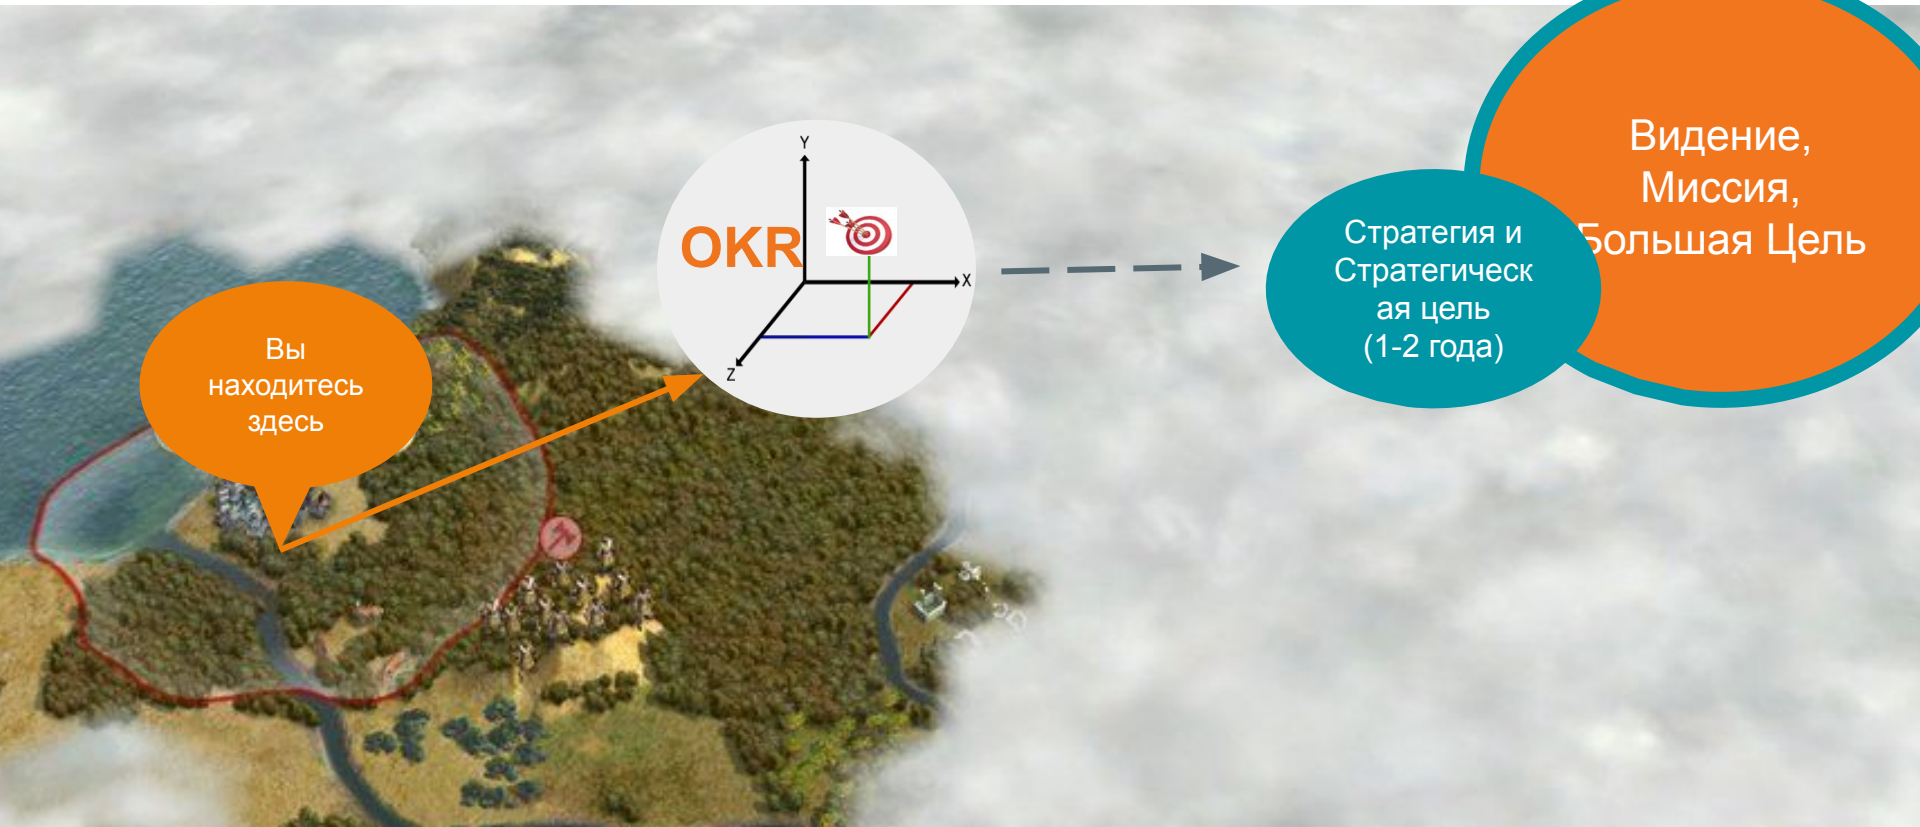 Видение,
Миссия,
Большая Цель
Стратегия и
Стратегическ
ая цель
(1-2 года)
Y
OKR
X
Z
Вы
находитесь
здесь